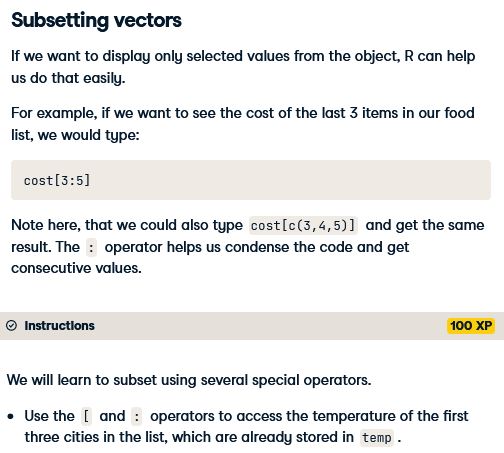 Subsetting vectors
If we want to display only selected values from the object, R can help
us do that easily.
For example, if we want to see the cost of the last 3 items in our food
list, we would type:
cost[3:5]
Note here, that we could also type cost[c(3,4,5)] and get the same
result. The : operator helps us condense the code and get
consecutive values.
Instructions
100 XP
We will learn to subset using several special operators.
• Use the [ and : operators to access the temperature of the first
three cities in the list, which are already stored in temp .